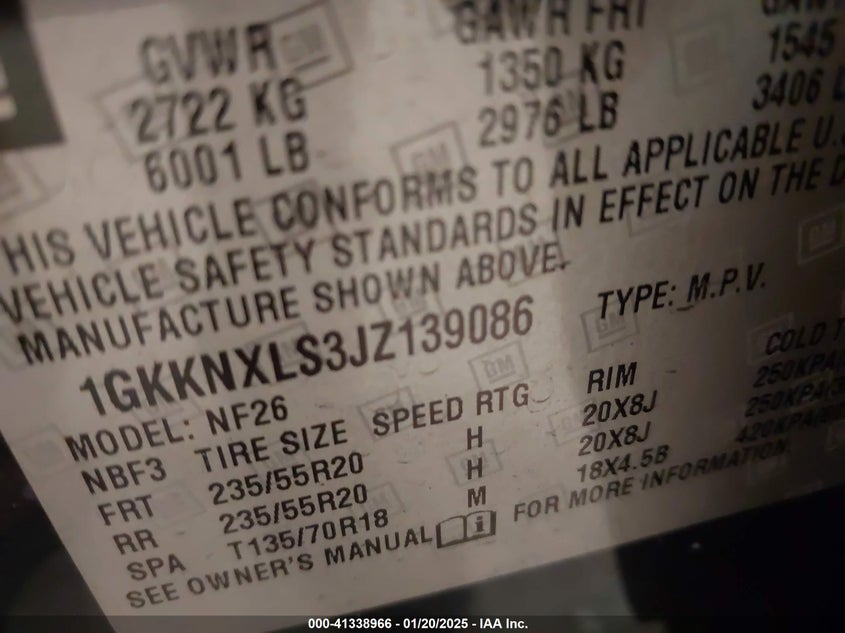 GVWR GAWR FRT
2722 KG 1350 KG 1545
6001 LB 2976 LB 3406
HIS VEHICLE CONFORMS TO ALL APPLICABLE U.S
VEHICLE SAFETY STANDARDS IN EFFECT ON THE D
MANUFACTURE SHOWN ABOVE.
1GKKNXLS3JZ139086 TYPE: M.P.V.
MODEL: NF26
NBF3 TIRE SIZE SPEED RTG RIM COLD T
FRT 235/55R20 H 20X8J 250KPA
RR 235/55R20 H 20X8J 250KPA
SPA T135/70R18 M 18X4.5B 420KPA
SEE OWNER'S MANUAL FOR MORE INFORMATION.
GM
000-41338966 - 01/20/2025 - IAA Inc.